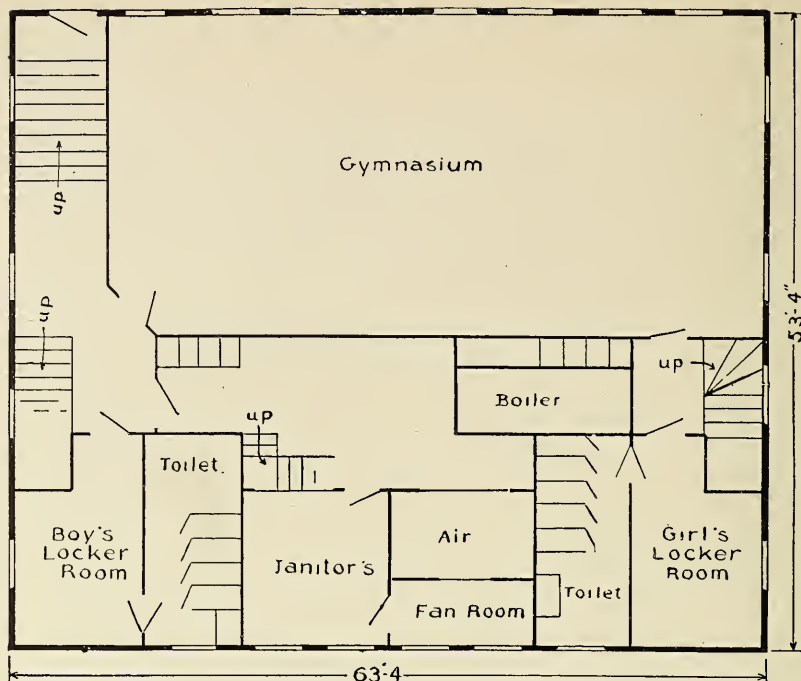 Gymnasium
up
up
53'-4"
up
Boiler
up
Toilet.
Boy's
Locker
Room
Janitor's
Air
Fan Room
Toilet
Girl's
Locker
Room
63'-4